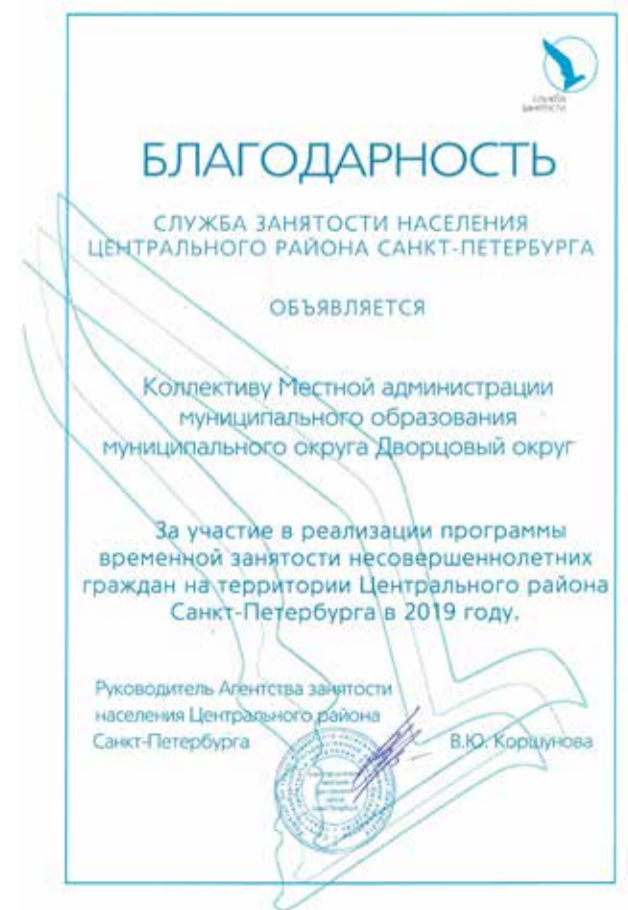 служба
занятости
БЛАГОДАРНОСТЬ
СЛУЖБА ЗАНЯТОСТИ НАСЕЛЕНИЯ
ЦЕНТРАЛЬНОГО РАЙОНА САНКТ-ПЕТЕРБУРГА
ОБЪЯВЛЯЕТСЯ
Коллективу Местной администрации
муниципального образования
муниципального округа Дворцовый округ
За участие в реализации программы
временной занятости несовершеннолетних
граждан на территории Центрального района
Санкт-Петербурга в 2019 году.
Руководитель Агентства занятости
населения Центрального района
Санкт-Петербурга В.Ю. Коршунова